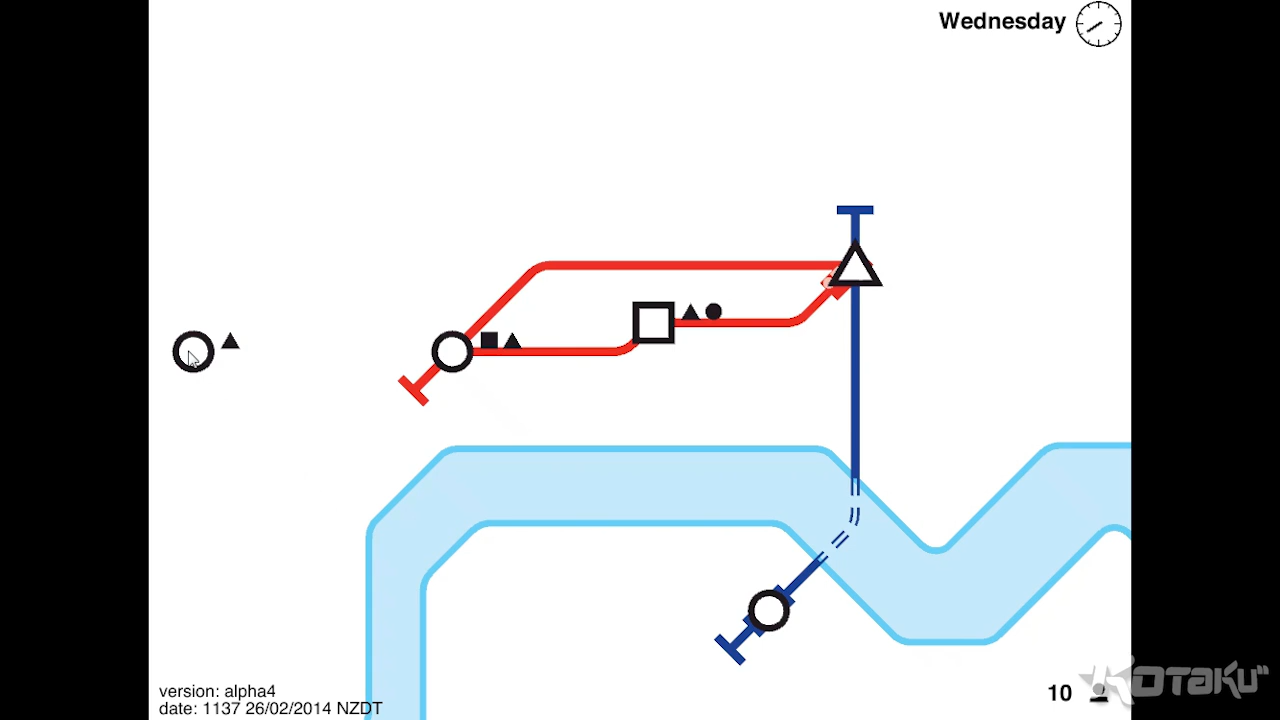 Wednesday
version: alpha4
date: 1137 26/02/2014 NZDT
10
KOTAKU